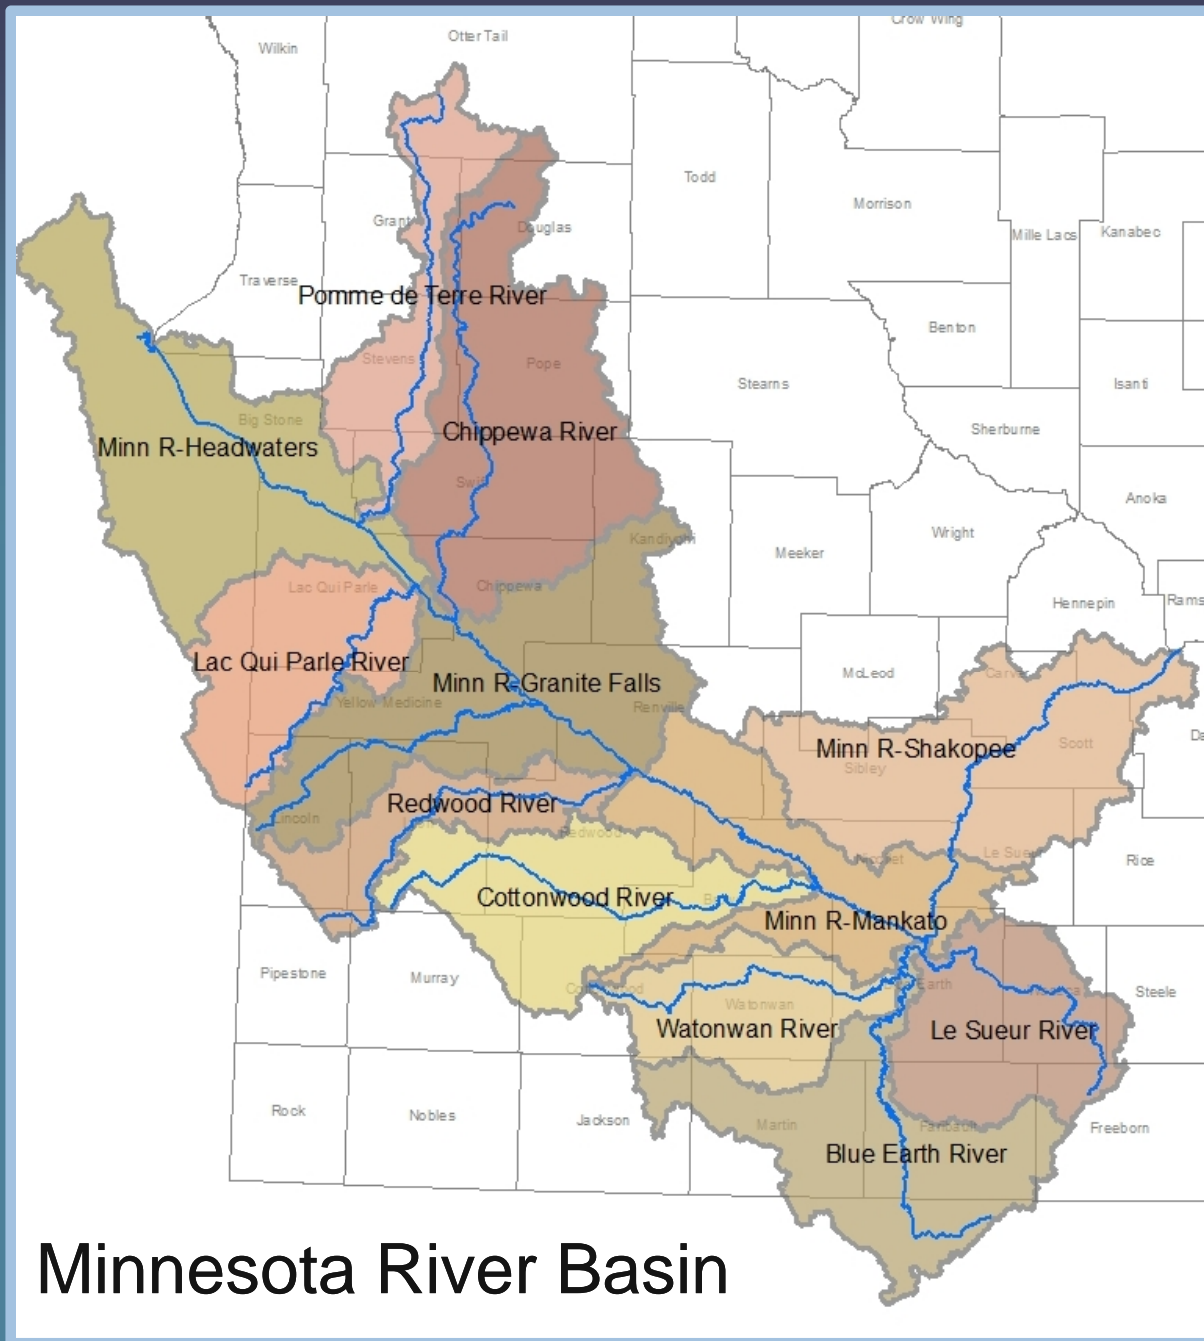 Crow Wing
Otter Tail
Wilkin
Todd
Morrison
Grant
Douglas
Mille Lacs
Kanabec
Traverse
Pomme de Terre River
Benton
Stevens
Pope
Stearns
Isanti
Big Stone
Chippewa River
Sherburne
Minn R-Headwaters
Swift
Anoka
Wright
Kandiyohi
Meeker
Lac Qui Parle
Chippewa
Hennepin
Rams
Lac Qui Parle River
McLeod
Carver
Minn R-Granite Falls
Yellow Medicine
Renville
Scott
Minn R-Shakopee
Sibley
Redwood River
Lincoln
Redwood
Nicollet
Le Sueur
Rice
Cottonwood River
Minn R-Mankato
Pipestone
Murray
Cottonwood
Blue Earth
Waseca
Steele
Watonwan
Watonwan River
Le Sueur River
Rock
Nobles
Jackson
Martin
Faribault
Freeborn
Blue Earth River
Minnesota River Basin